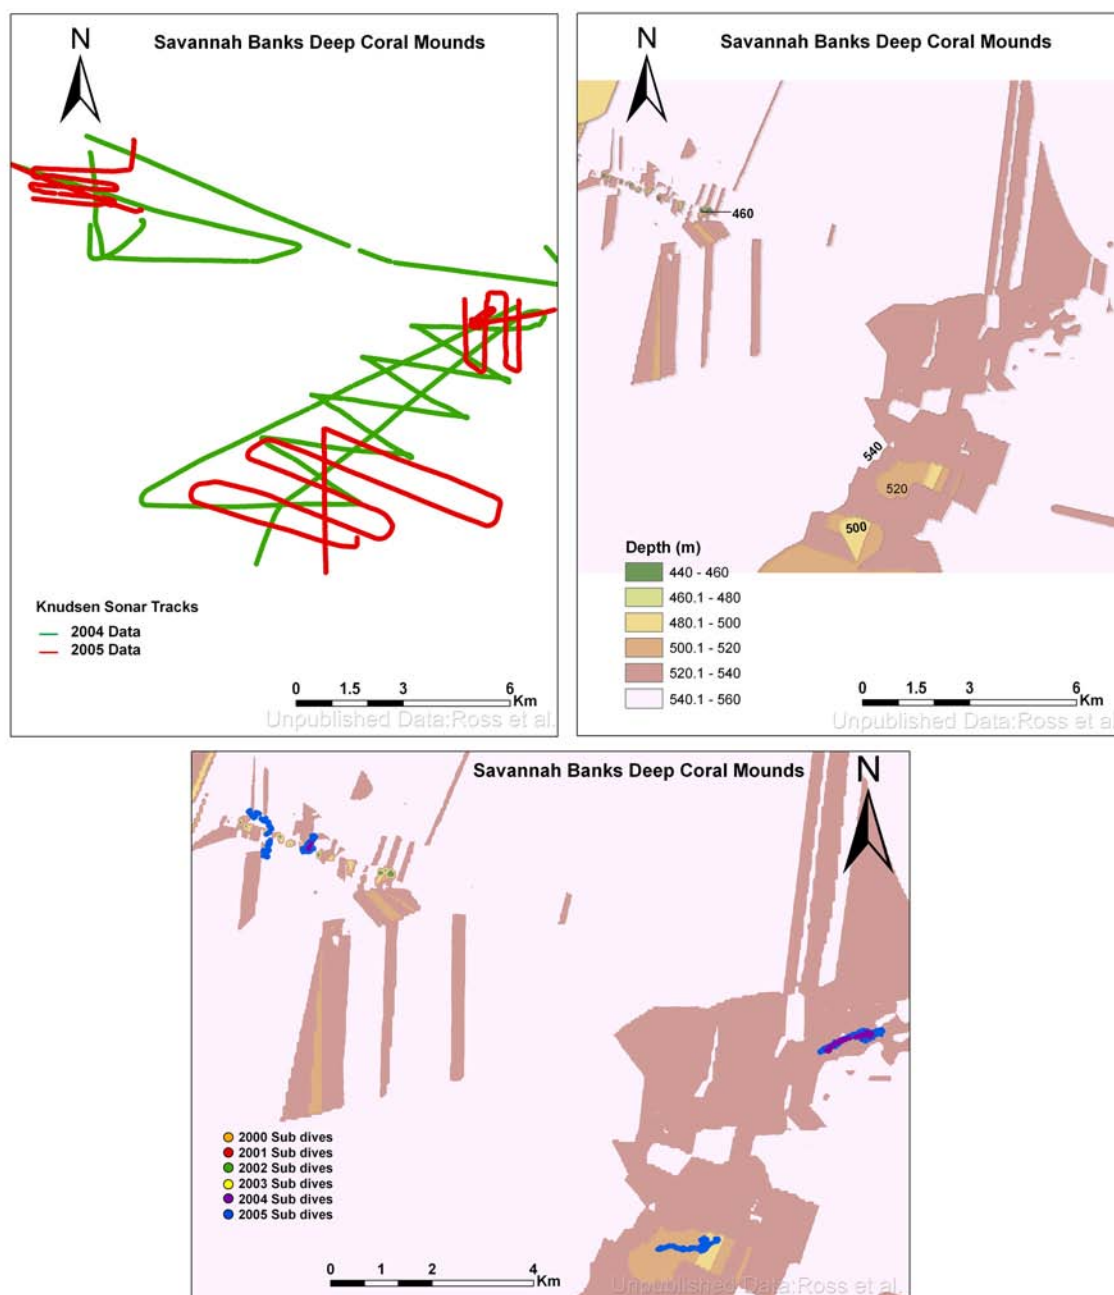 Savannah Banks Deep Coral Mounds
N
Knudsen Sonar Tracks
2004 Data
2005 Data
0 1.5 3 6
Km
Unpublished Data:Ross et al.
Savannah Banks Deep Coral Mounds
N
460
540
520
500
Depth (m)
440 - 460
460.1 - 480
480.1 - 500
500.1 - 520
520.1 - 540
540.1 - 560
0 1.5 3 6
Km
Unpublished Data:Ross et al
Savannah Banks Deep Coral Mounds
N
2000 Sub dives
2001 Sub dives
2002 Sub dives
2003 Sub dives
2004 Sub dives
2005 Sub dives
0 1 2 4
Km
Unpublished Data:Ross et al.